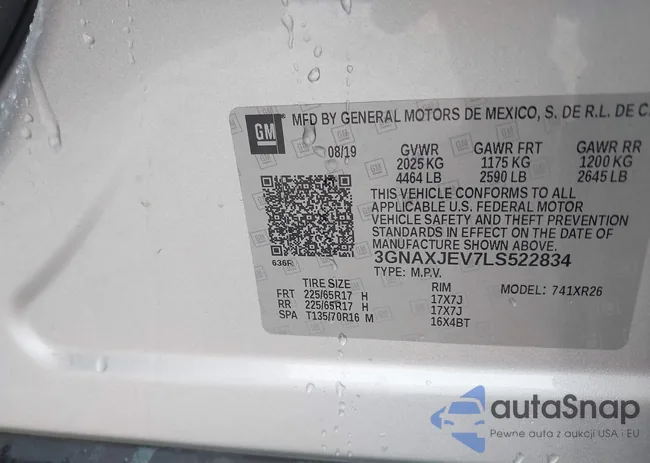 GM
MFD BY GENERAL MOTORS DE MEXICO, S. DE R.L. DE C.
08/19 GVWR GAWR FRT GAWR RR
2025 KG 1175 KG 1200 KG
4464 LB 2590 LB 2645 LB
THIS VEHICLE CONFORMS TO ALL
APPLICABLE U.S. FEDERAL MOTOR
VEHICLE SAFETY AND THEFT PREVENTION
STANDARDS IN EFFECT ON THE DATE OF
MANUFACTURE SHOWN ABOVE.
636R 3GNAXJEV7LS522834
TYPE: M.P.V. MODEL: 741XR26
TIRE SIZE RIM
FRT 225/65R17 H 17X7J
RR 225/65R17 H 17X7J
SPA T135/70R16 M 16X4BT
autaSnap
Pewne auta z aukcji USA i EU